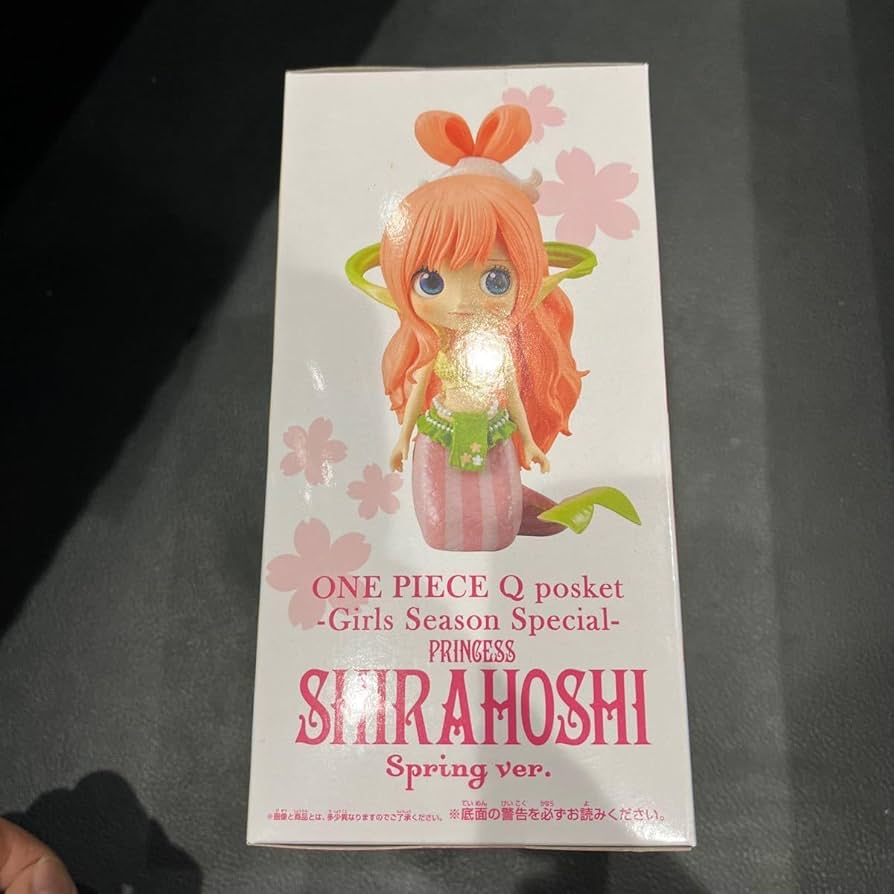 ONE PIECE Q posket
-Girls Season Special-
PRINCESS
SHIRAHOSHI
Spring ver.
※画像と商品とは、多少異なりますのでご了承ください。 ※底面の警告を必ずお読みください。